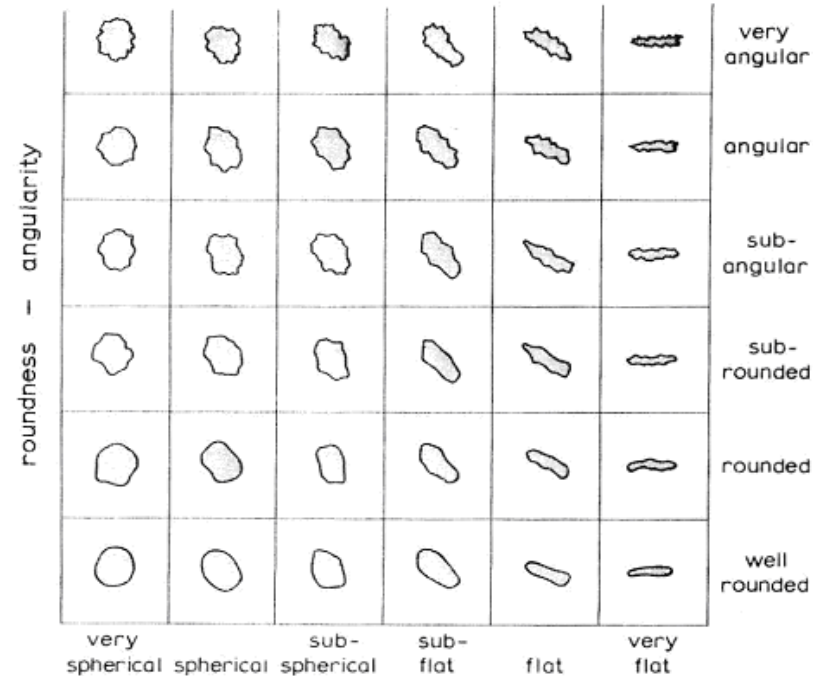 very
angular
angular
sub-
angular
sub-
rounded
rounded
well
rounded
roundness – angularity
very
spherical
spherical
sub-
spherical
sub-
flat
flat
very
flat